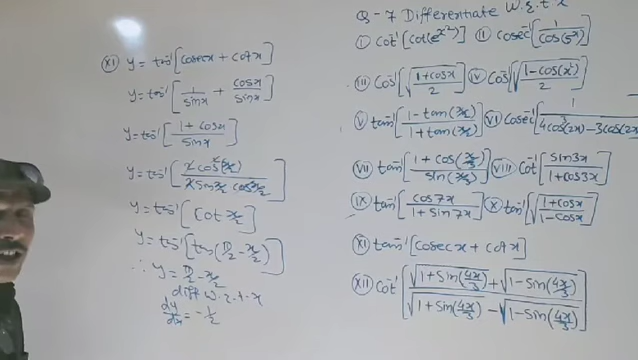 (XI) y = tan⁻¹[cosecx + cotx]
y = tan⁻¹[1/sinx + cosx/sinx]
y = tan⁻¹[(1 + cosx)/sinx]
y = tan⁻¹[2cos²(x/2)/2sin x/2 cos x/2]
y = tan⁻¹[cot x/2]
y = tan⁻¹[tan(π/2 - x/2)]
∴ y = π/2 - x/2
diff w.r.t.x
dy/dx = -1/2
Q-7 Differentiate w.r.t x
(I) cot⁻¹[cot(e^(x²))] (II) cosec⁻¹[1/cos(5ˣ)]
(III) cos⁻¹[√((1+cosx)/2)] (IV) cos⁻¹[√((1-cos(x²))/2)]
(V) tan⁻¹[(1-tan(x/2))/(1+tan(x/2))] (VI) cosec⁻¹[1/(4cos³(2x)-3cos(2x)
(VII) tan⁻¹[(1+cos(x/3))/sin(x/3)] (VIII) cot⁻¹[sin3x/(1+cos3x)]
(IX) tan⁻¹[cos7x/(1+sin7x)] (X) tan⁻¹[√((1+cosx)/(1-cosx))]
(XI) tan⁻¹[cosecx + cotx]
(XII) cot⁻¹[(√(1+sin(4x/3)) + √(1-sin(4x/3)))/(√(1+sin(4x/3)) - √(1-sin(4x/3)))]